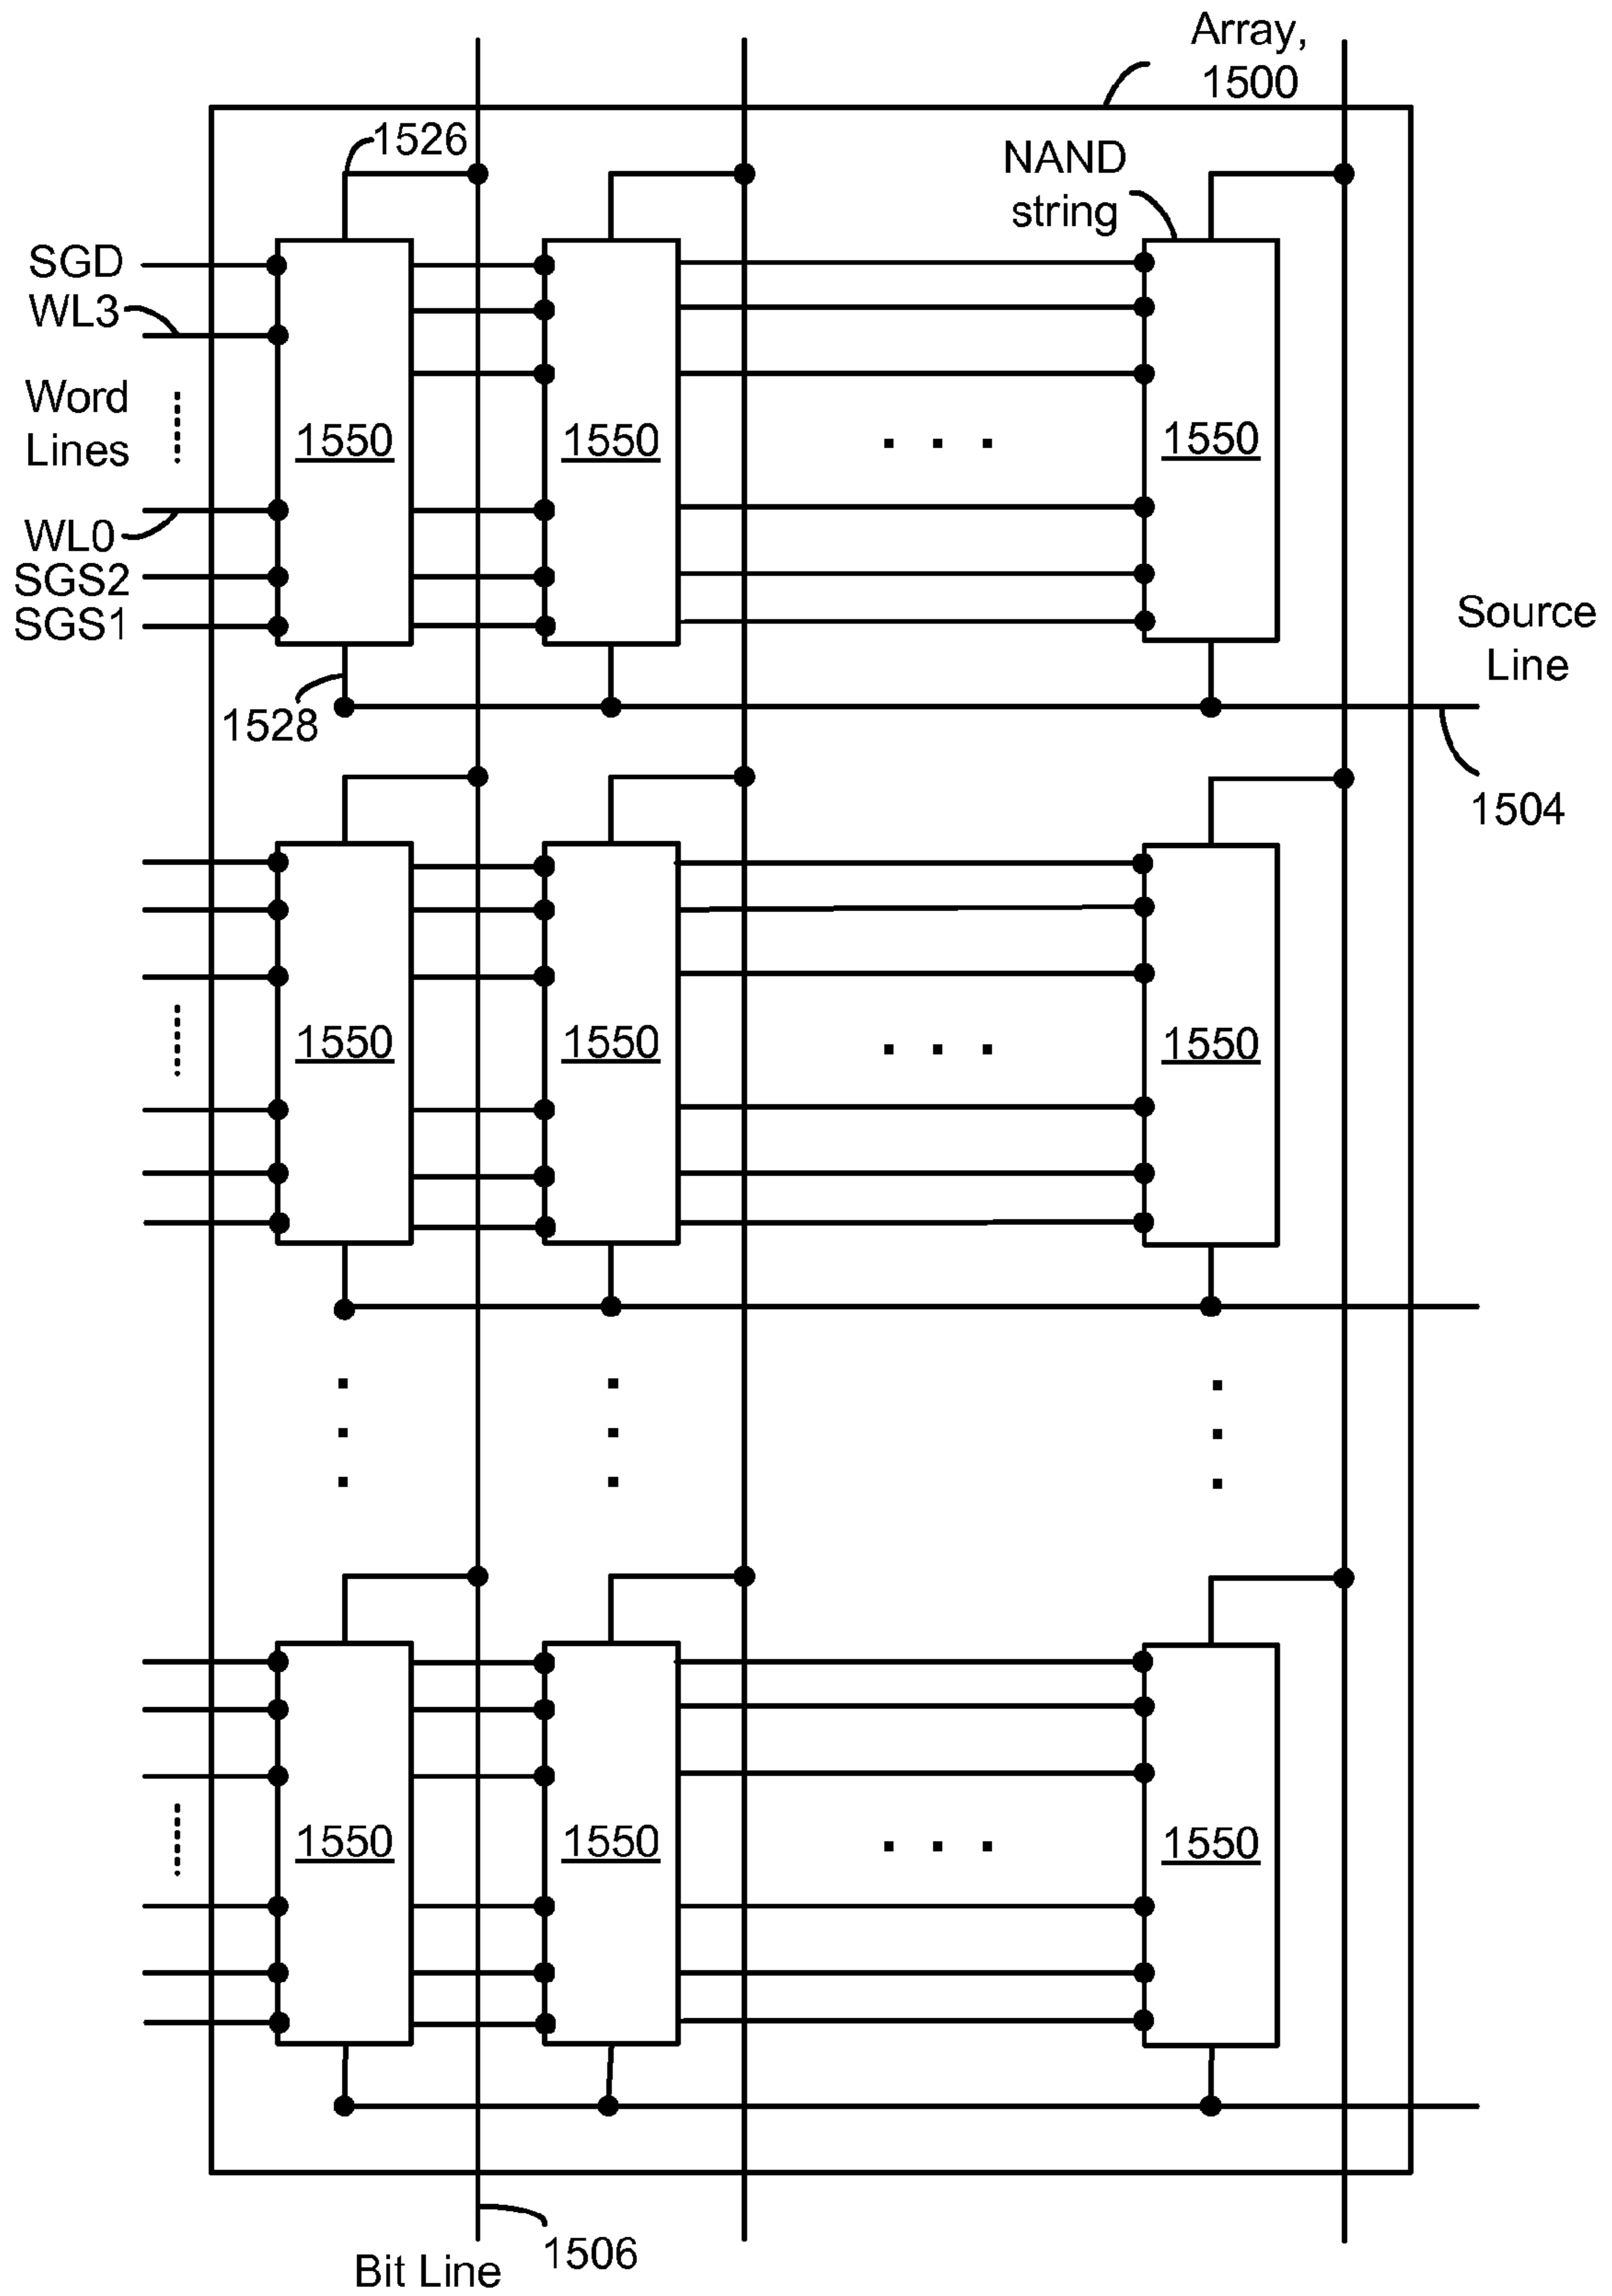 Array,
1500
1526
NAND
string
SGD
WL3
Word
Lines
1550
1550
. . .
1550
WL0
SGS2
SGS1
Source
Line
1528
1504
1550
1550
. . .
1550
1550
1550
. . .
1550
1506
Bit Line